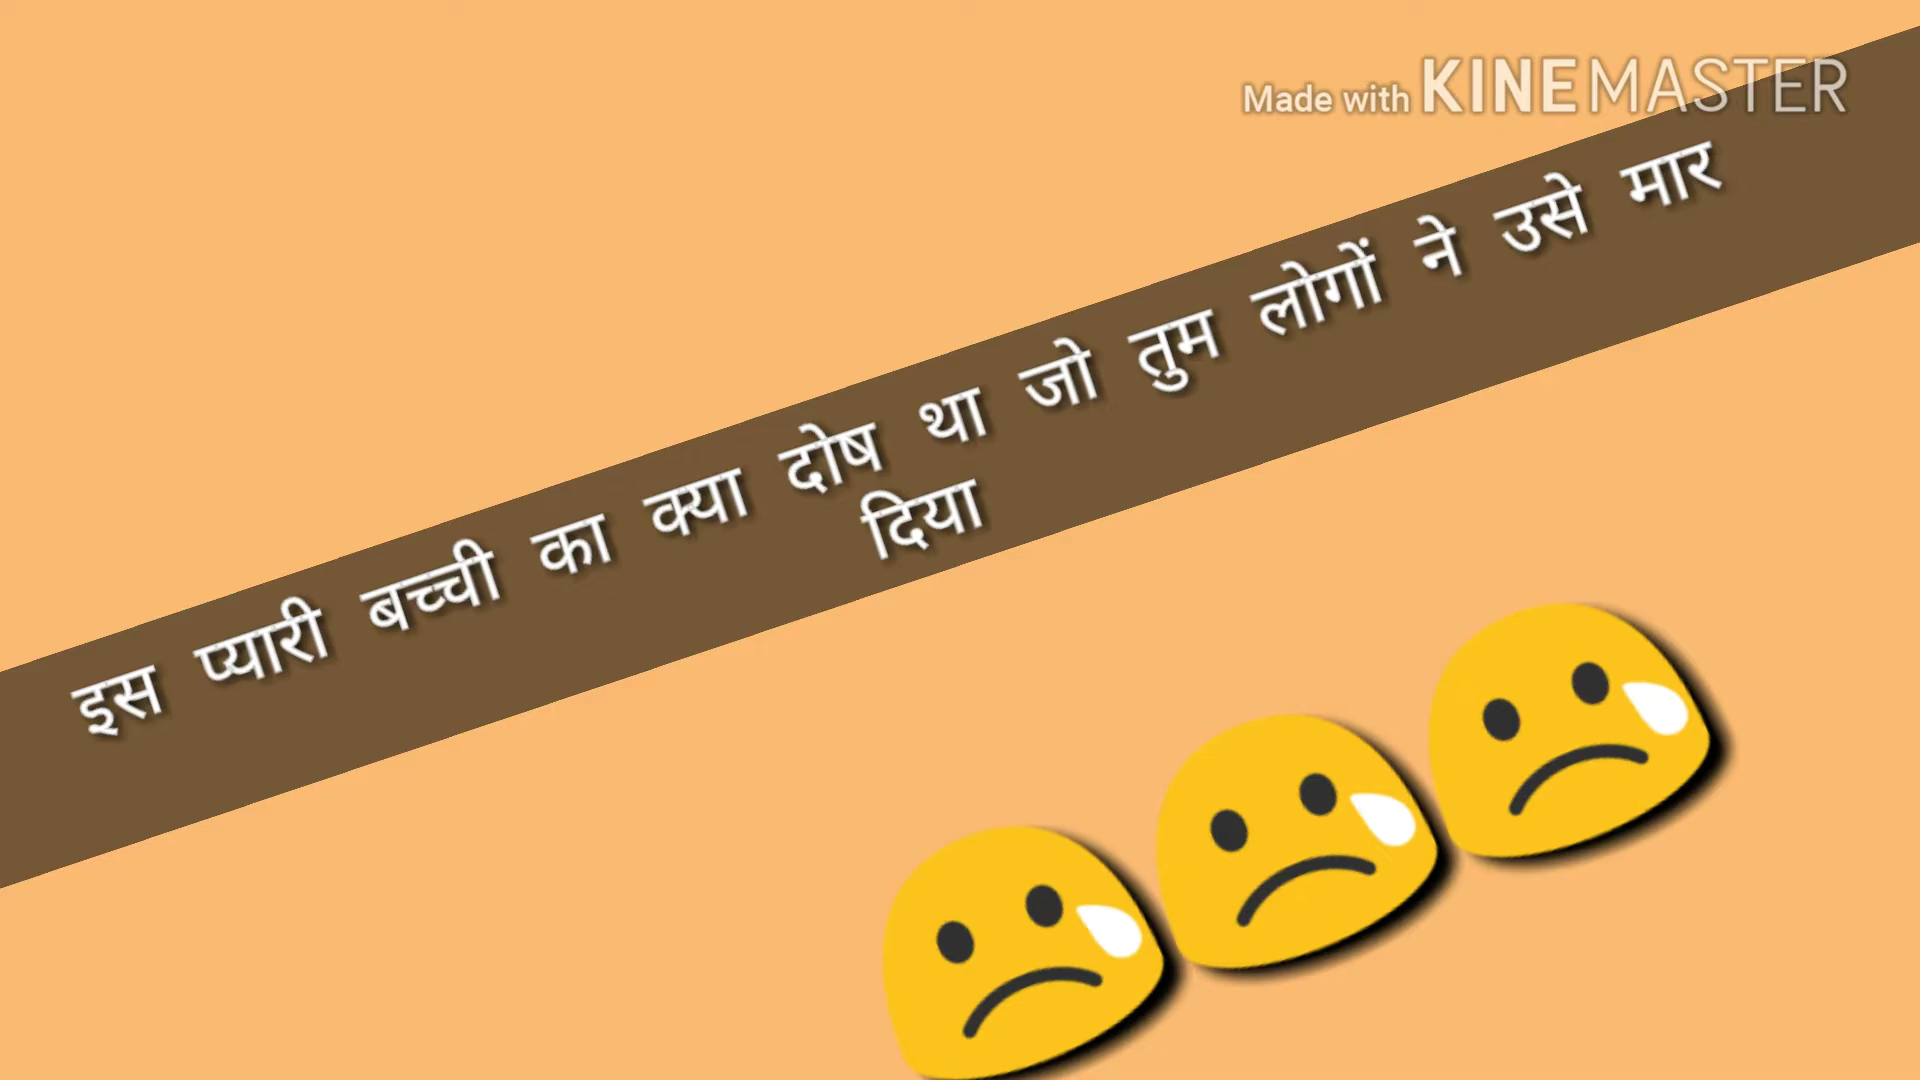 Made with KINEMASTER
इस प्यारी बच्ची का क्या दोष था जो तुम लोगों ने उसे मार
दिया